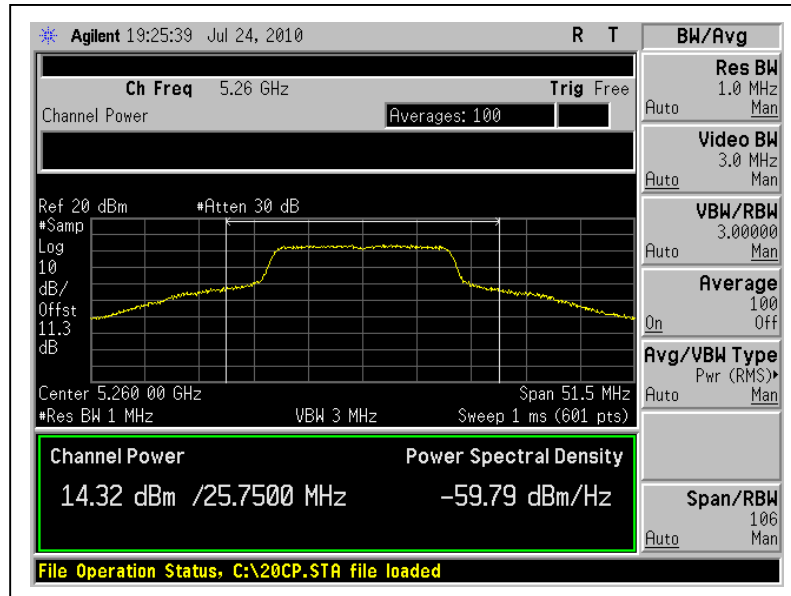 Agilent 19:25:39 Jul 24, 2010 R T
Ch Freq 5.26 GHz Trig Free
Channel Power Averages: 100
Ref 20 dBm #Atten 30 dB
#Samp
Log
10
dB/
Offst
11.3
dB
Center 5.260 00 GHz Span 51.5 MHz
#Res BW 1 MHz VBW 3 MHz Sweep 1 ms (601 pts)
Channel Power Power Spectral Density
14.32 dBm /25.7500 MHz -59.79 dBm/Hz
File Operation Status, C:\20CP.STA file loaded
BW/Avg
Res BW
1.0 MHz
Auto Man
Video BW
3.0 MHz
Auto Man
VBW/RBW
3.00000
Auto Man
Average
100
On Off
Avg/VBW Type
Pwr (RMS)▸
Auto Man
Span/RBW
106
Auto Man